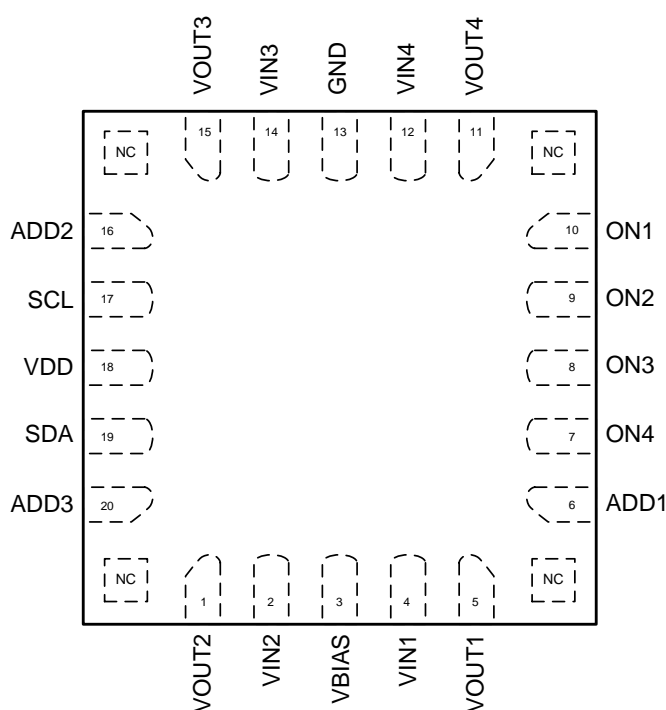 VOUT3 VIN3 GND VIN4 VOUT4
NC 15 14 13 12 11 NC
ADD2 16 10 ON1
SCL 17 9 ON2
VDD 18 8 ON3
SDA 19 7 ON4
ADD3 20 6 ADD1
NC 1 2 3 4 5 NC
VOUT2 VIN2 VBIAS VIN1 VOUT1